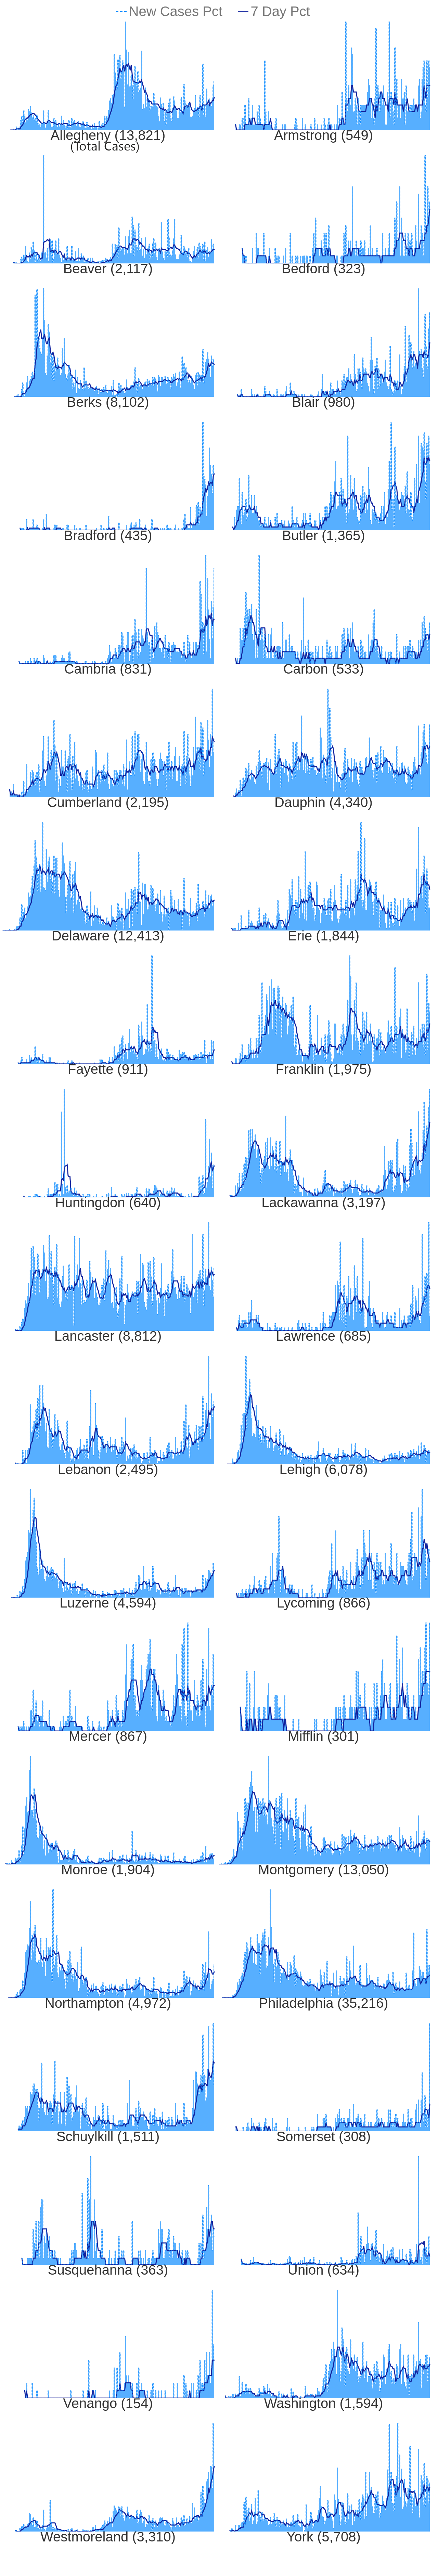 New Cases Pct 7 Day Pct
Allegheny (13,821) Armstrong (549)
(Total Cases)
Beaver (2,117) Bedford (323)
Berks (8,102) Blair (980)
Bradford (435) Butler (1,365)
Cambria (831) Carbon (533)
Cumberland (2,195) Dauphin (4,340)
Delaware (12,413) Erie (1,844)
Fayette (911) Franklin (1,975)
Huntingdon (640) Lackawanna (3,197)
Lancaster (8,812) Lawrence (685)
Lebanon (2,495) Lehigh (6,078)
Luzerne (4,594) Lycoming (866)
Mercer (867) Mifflin (301)
Monroe (1,904) Montgomery (13,050)
Northampton (4,972) Philadelphia (35,216)
Schuylkill (1,511) Somerset (308)
Susquehanna (363) Union (634)
Venango (154) Washington (1,594)
Westmoreland (3,310) York (5,708)